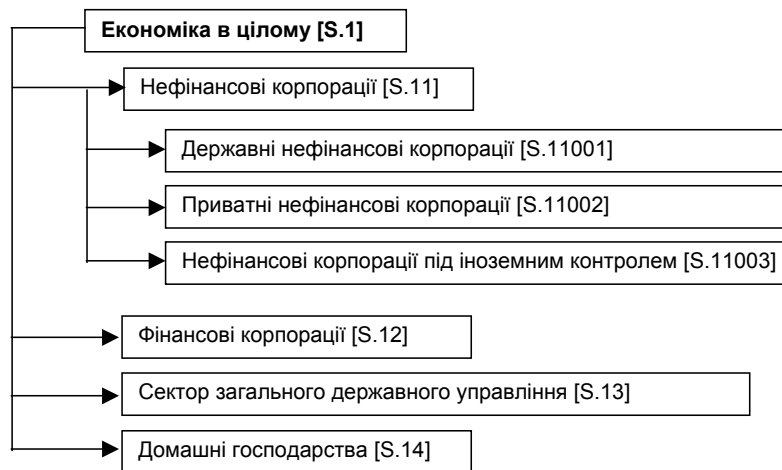 Економіка в цілому [S.1]
Нефінансові корпорації [S.11]
Державні нефінансові корпорації [S.11001]
Приватні нефінансові корпорації [S.11002]
Нефінансові корпорації під іноземним контролем [S.11003]
Фінансові корпорації [S.12]
Сектор загального державного управління [S.13]
Домашні господарства [S.14]